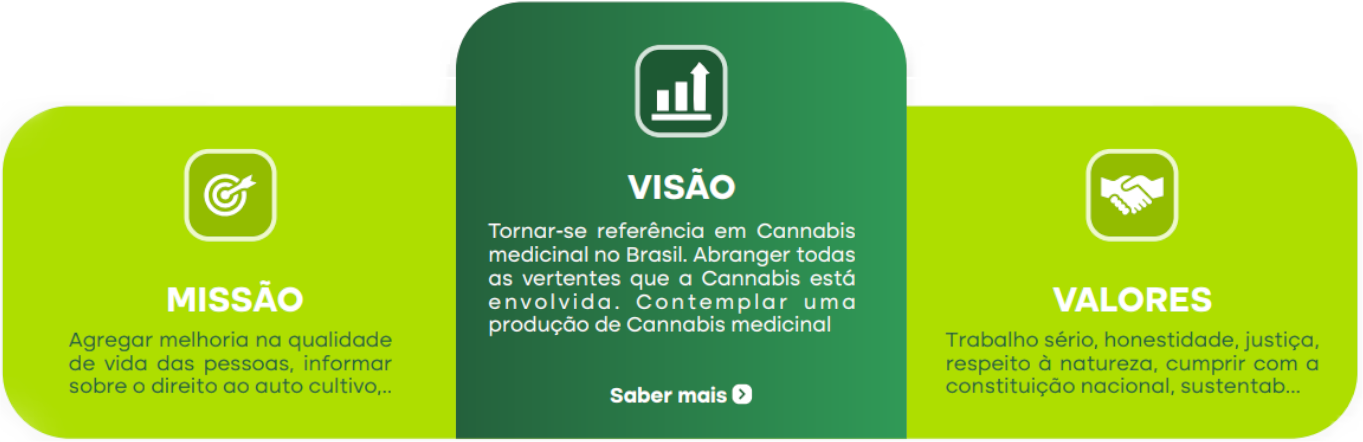 MISSÃO
Agregar melhoria na qualidade
de vida das pessoas, informar
sobre o direito ao auto cultivo,..
VISÃO
Tornar-se referência em Cannabis
medicinal no Brasil. Abranger todas
as vertentes que a Cannabis está
envolvida. Contemplar uma
produção de Cannabis medicinal
Saber mais
VALORES
Trabalho sério, honestidade, justiça,
respeito à natureza, cumprir com a
constituição nacional, sustentab...